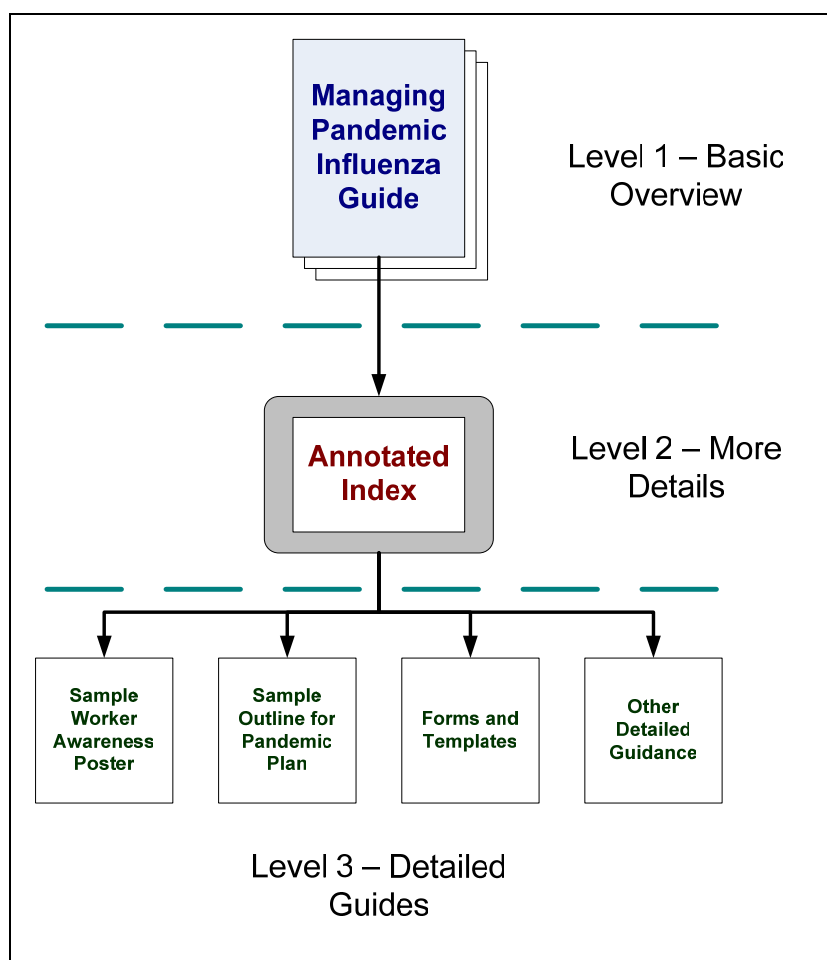 Managing
Pandemic
Influenza
Guide
Level 1 – Basic
Overview
Annotated
Index
Level 2 – More
Details
Sample
Worker
Awareness
Poster
Sample
Outline for
Pandemic
Plan
Forms and
Templates
Other
Detailed
Guidance
Level 3 – Detailed
Guides